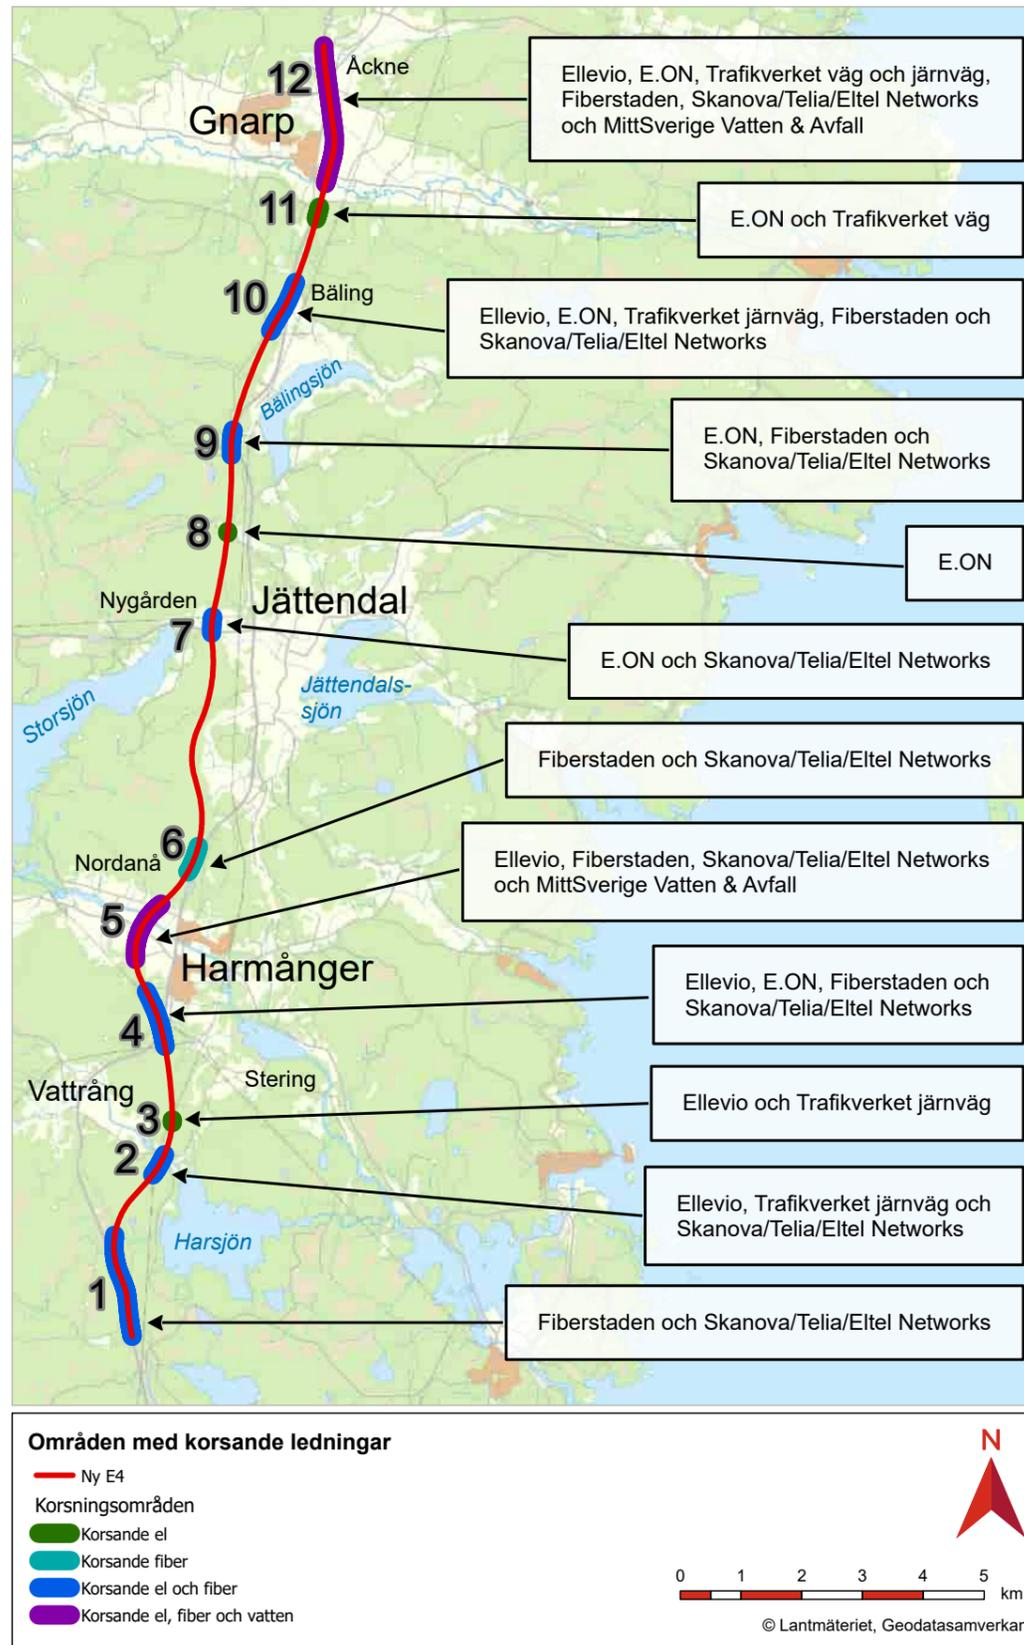 12
Åckne
Gnarp
Ellevio, E.ON, Trafikverket väg och järnväg,
Fiberstaden, Skanova/Telia/Eltel Networks
och MittSverige Vatten & Avfall
11
E.ON och Trafikverket väg
10
Bäling
Ellevio, E.ON, Trafikverket järnväg, Fiberstaden och
Skanova/Telia/Eltel Networks
Bälingsjön
9
E.ON, Fiberstaden och
Skanova/Telia/Eltel Networks
8
E.ON
Nygården
Jättendal
7
E.ON och Skanova/Telia/Eltel Networks
Jättendals-
sjön
Storsjön
Fiberstaden och Skanova/Telia/Eltel Networks
6
Nordanå
Ellevio, Fiberstaden, Skanova/Telia/Eltel Networks
och MittSverige Vatten & Avfall
5
Harmånger
Ellevio, E.ON, Fiberstaden och
Skanova/Telia/Eltel Networks
4
Stering
Vattrång
Ellevio och Trafikverket järnväg
3
2
Ellevio, Trafikverket järnväg och
Skanova/Telia/Eltel Networks
Harsjön
1
Fiberstaden och Skanova/Telia/Eltel Networks
Områden med korsande ledningar
Ny E4
Korsningsområden
Korsande el
Korsande fiber
Korsande el och fiber
Korsande el, fiber och vatten
N
0 1 2 3 4 5
km
© Lantmäteriet, Geodatasamverkan